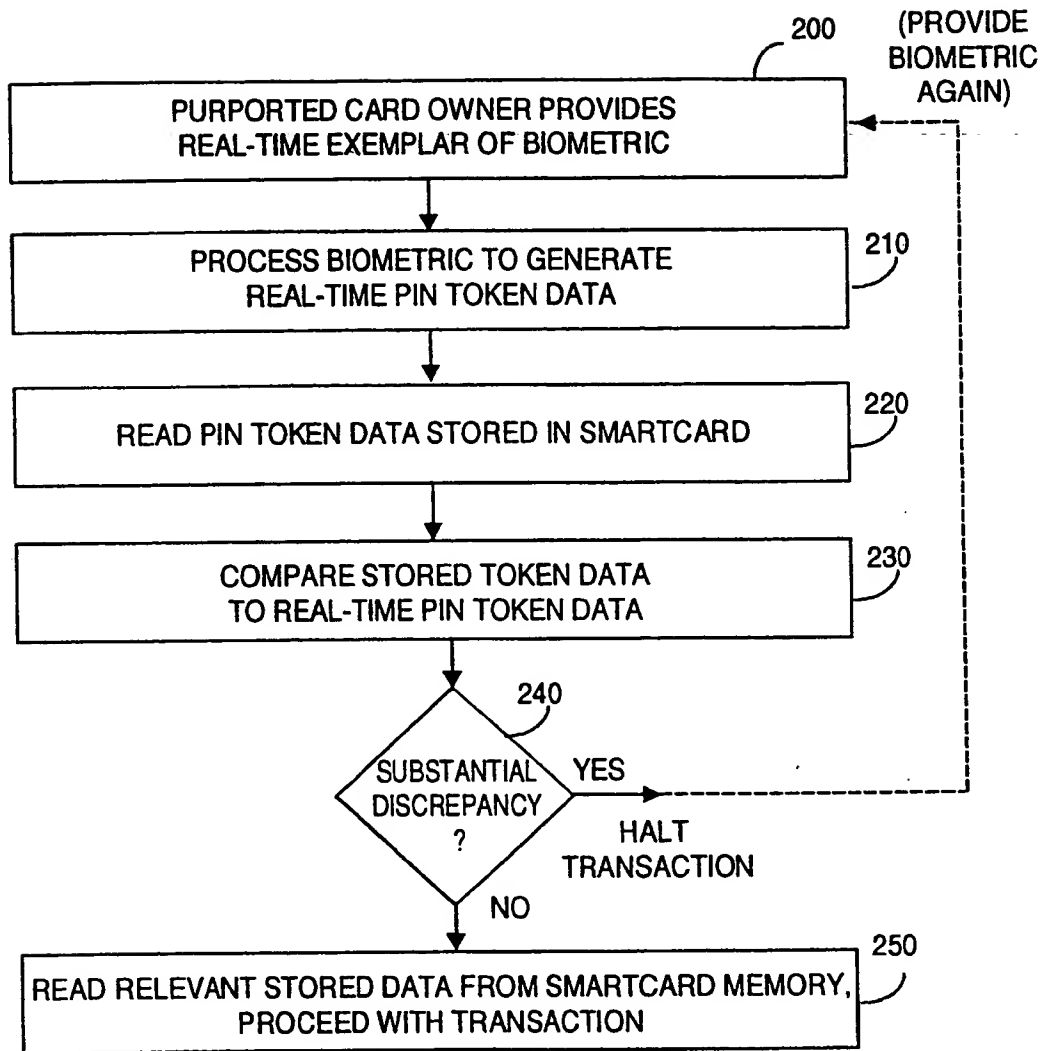 200
(PROVIDE
BIOMETRIC
AGAIN)
PURPORTED CARD OWNER PROVIDES
REAL-TIME EXEMPLAR OF BIOMETRIC
210
PROCESS BIOMETRIC TO GENERATE
REAL-TIME PIN TOKEN DATA
220
READ PIN TOKEN DATA STORED IN SMARTCARD
230
COMPARE STORED TOKEN DATA
TO REAL-TIME PIN TOKEN DATA
240
SUBSTANTIAL
DISCREPANCY
?
YES
HALT
TRANSACTION
NO
250
READ RELEVANT STORED DATA FROM SMARTCARD MEMORY,
PROCEED WITH TRANSACTION